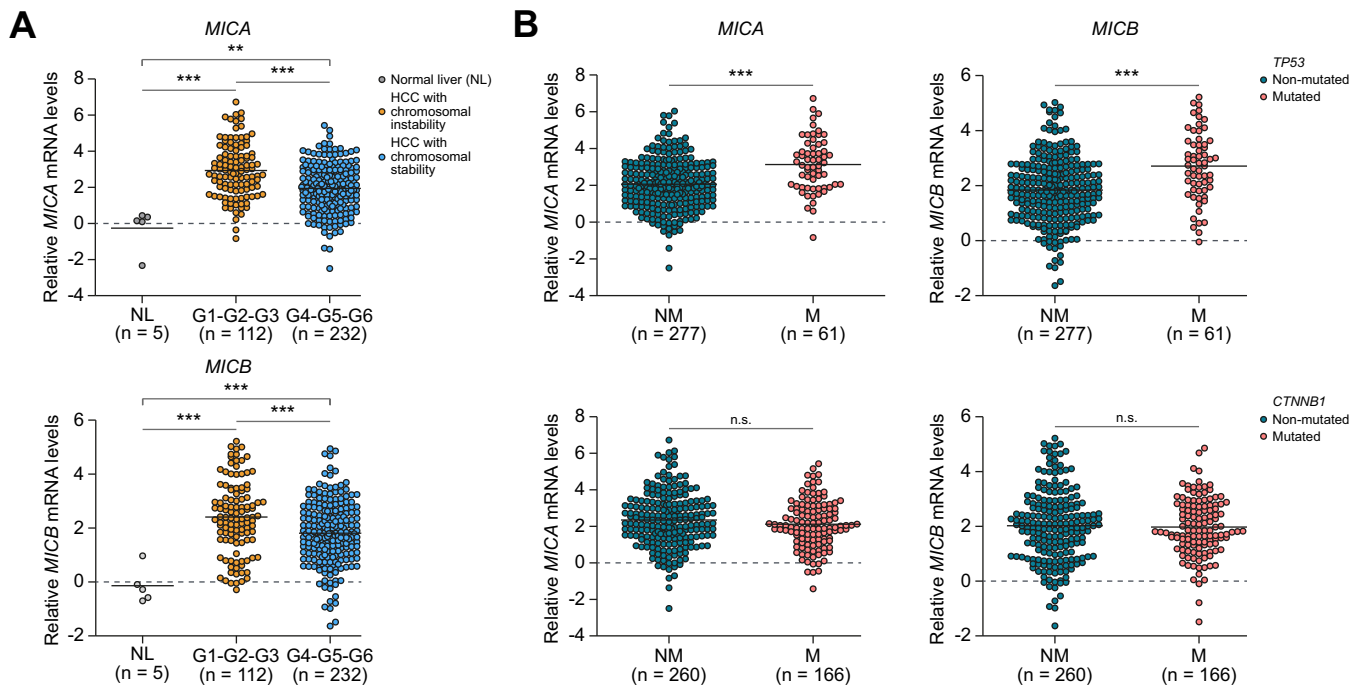 A
MICA
**
***
***
Relative MICA mRNA levels
8
6
4
2
0
-2
-4
NL
(n = 5)
G1-G2-G3
(n = 112)
G4-G5-G6
(n = 232)
Normal liver (NL)
HCC with
chromosomal
instability
HCC with
chromosomal
stability
MICB
***
***
***
Relative MICB mRNA levels
6
4
2
0
-2
NL
(n = 5)
G1-G2-G3
(n = 112)
G4-G5-G6
(n = 232)
B
MICA
***
Relative MICA mRNA levels
8
6
4
2
0
-2
4
NM
(n = 277)
M
(n = 61)
MICB
***
Relative MICB mRNA levels
6
4
2
0
-2
NM
(n = 277)
M
(n = 61)
TP53
Non-mutated
Mutated
n.s.
Relative MICA mRNA levels
8
6
4
2
0
-2
-4
NM
(n = 260)
M
(n = 166)
n.s.
Relative MICB mRNA levels
6
4
2
0
-2
NM
(n = 260)
M
(n = 166)
CTNNB1
Non-mutated
Mutated